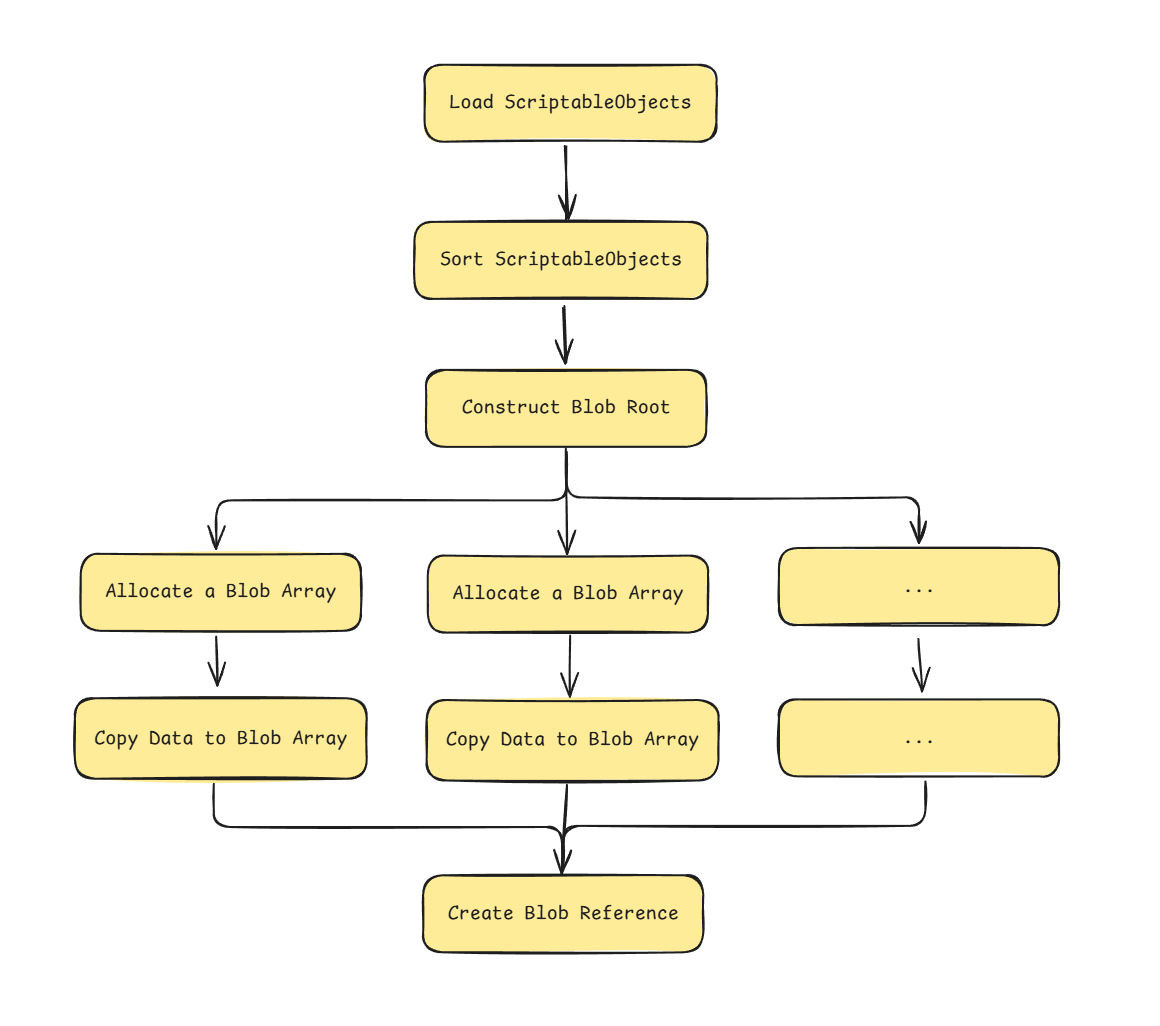 Load ScriptableObjects
Sort ScriptableObjects
Construct Blob Root
Allocate a Blob Array
Allocate a Blob Array
...
Copy Data to Blob Array
Copy Data to Blob Array
...
Create Blob Reference